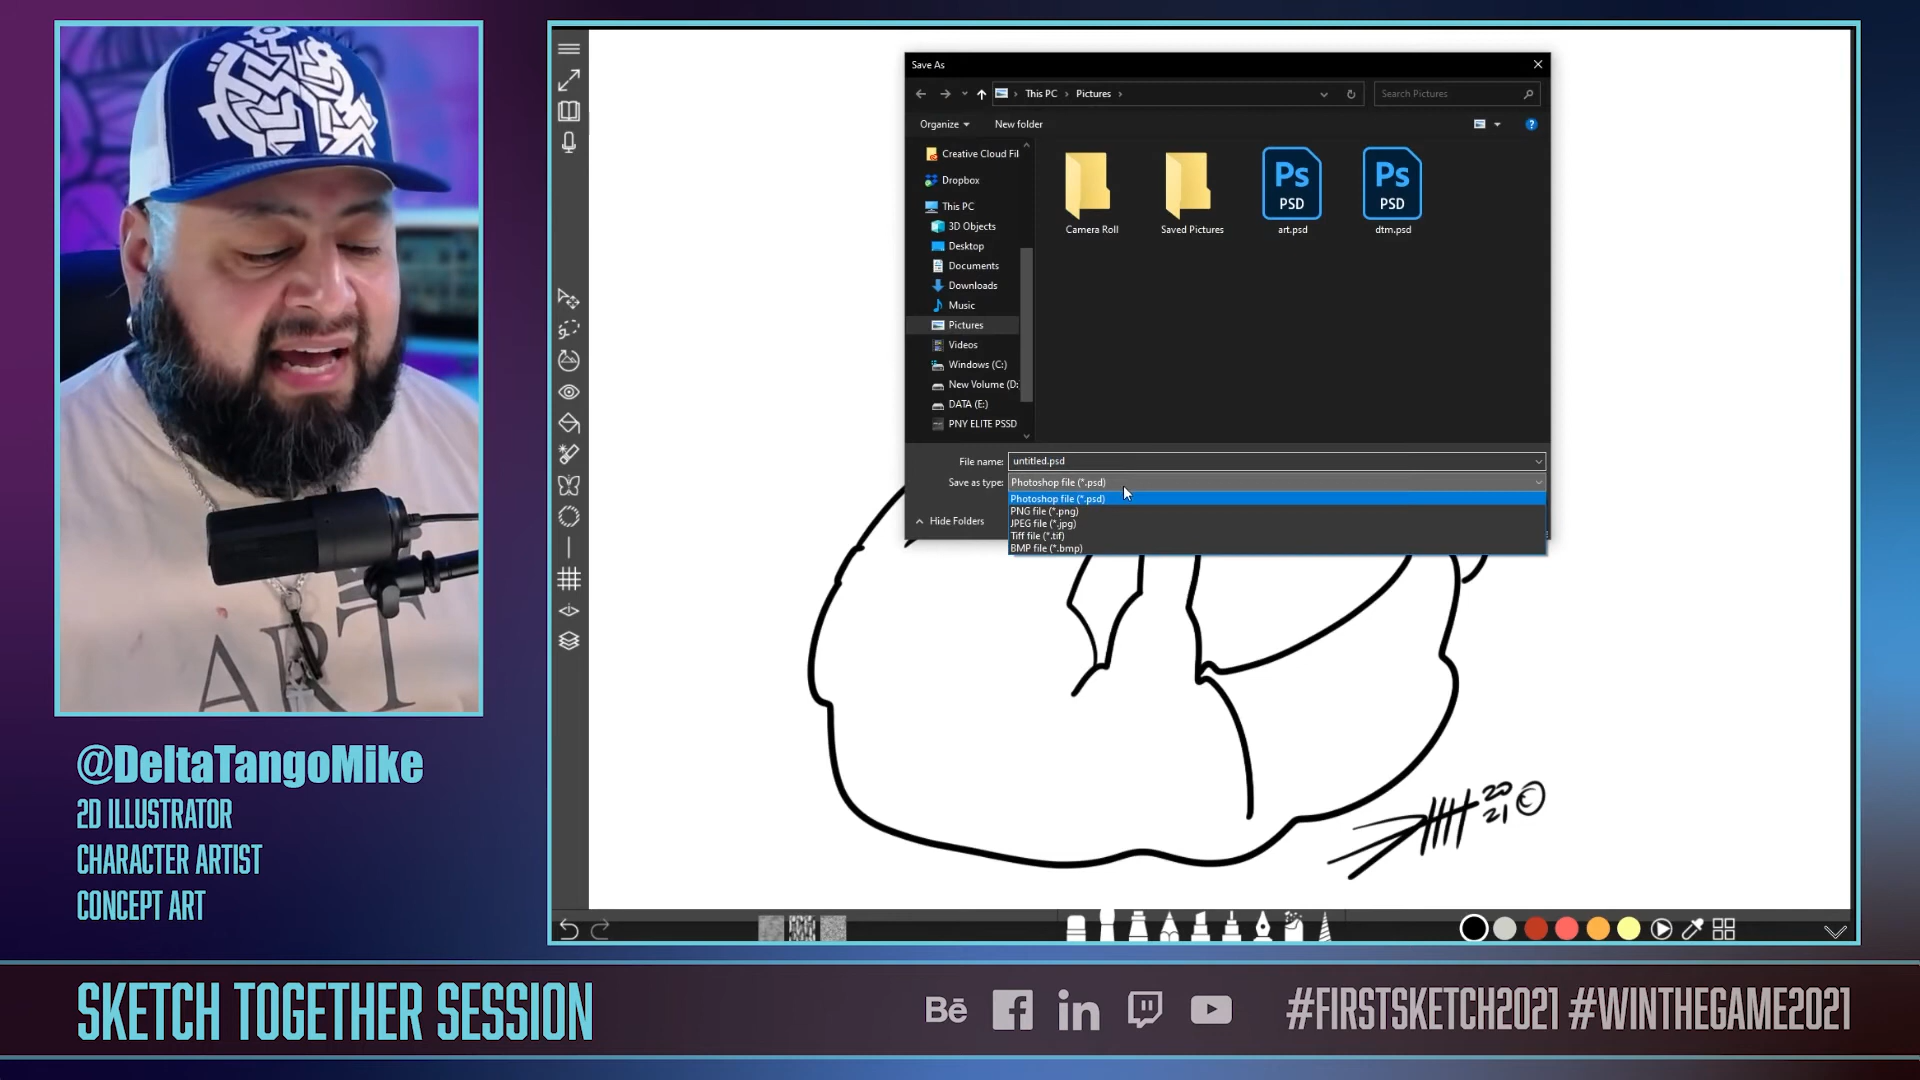 Save As
This PC
Pictures
Search Pictures
Organize
New folder
Creative Cloud Fil
Dropbox
This PC
3D Objects
Desktop
Documents
Downloads
Music
Pictures
Videos
Windows (C:)
New Volume (D:
DATA (E:)
PNY ELITE PSSD
Ps
PSD
Ps
PSD
Camera Roll
Saved Pictures
art.psd
dtm.psd
File name: untitled.psd
Save as type: Photoshop file (*.psd)
Photoshop file (*.psd)
PNG file (*.png)
JPEG file (*.jpg)
Tiff file (*.tif)
BMP file (*.bmp)
Hide Folders
20
21 ©
ART
@DeltaTangoMike
2D ILLUSTRATOR
CHARACTER ARTIST
CONCEPT ART
SKETCH TOGETHER SESSION
Bē
in
#FIRSTSKETCH2021 #WINTHEGAME2021